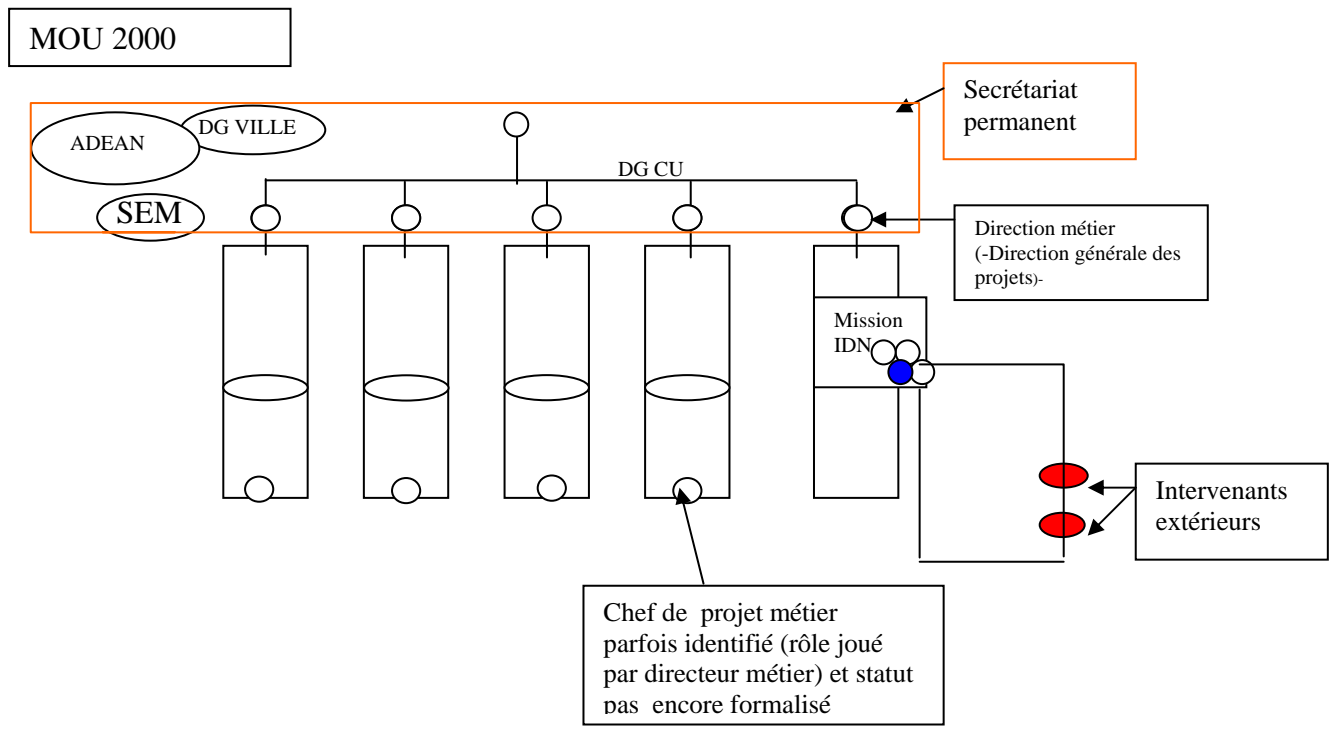 MOU 2000
Secrétariat
permanent
DG VILLE
ADEAN
DG CU
SEM
Direction métier
(-Direction générale des
projets)-
Mission
IDN
Intervenants
extérieurs
Chef de projet métier
parfois identifié (rôle joué
par directeur métier) et statut
pas encore formalisé